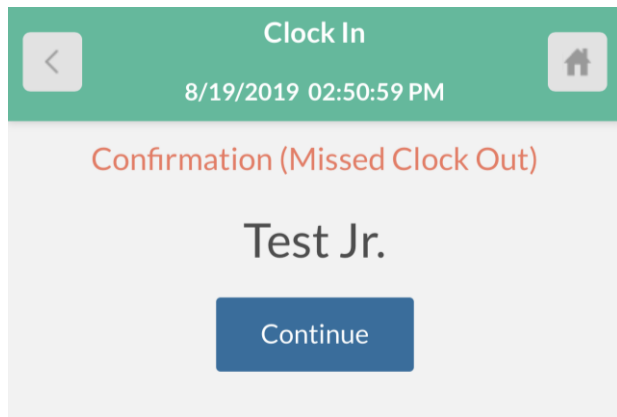 Clock In
8/19/2019 02:50:59 PM
Confirmation (Missed Clock Out)
Test Jr.
Continue